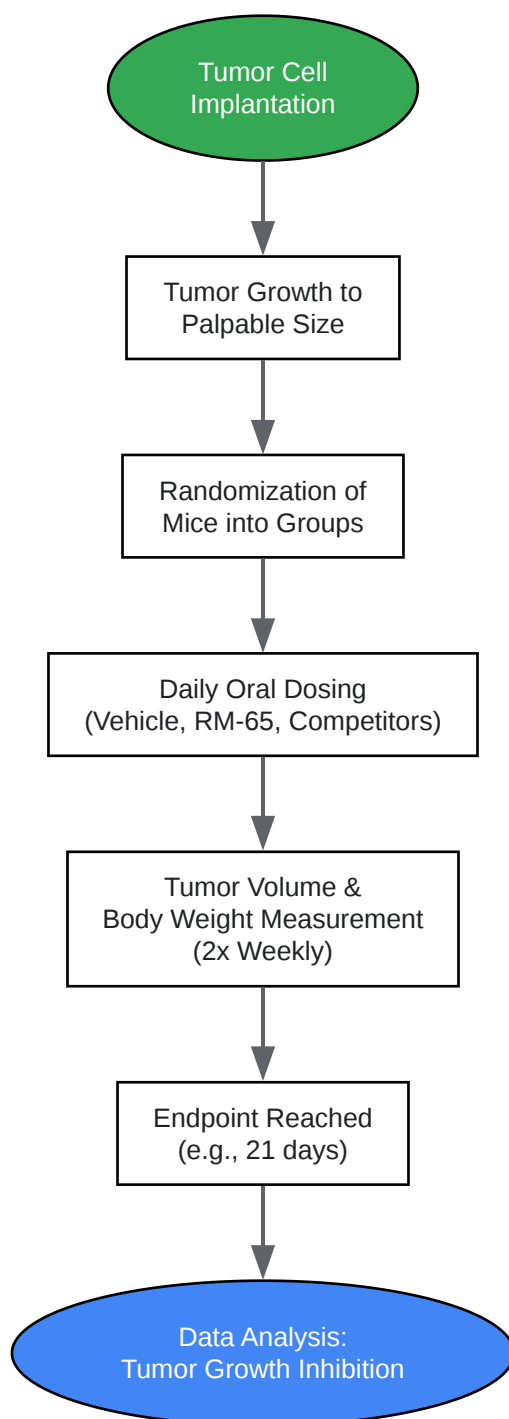 Tumor Cell
Implantation
Tumor Growth to
Palpable Size
Randomization of
Mice into Groups
Daily Oral Dosing
(Vehicle, RM-65, Competitors)
Tumor Volume &
Body Weight Measurement
(2x Weekly)
Endpoint Reached
(e.g., 21 days)
Data Analysis:
Tumor Growth Inhibition